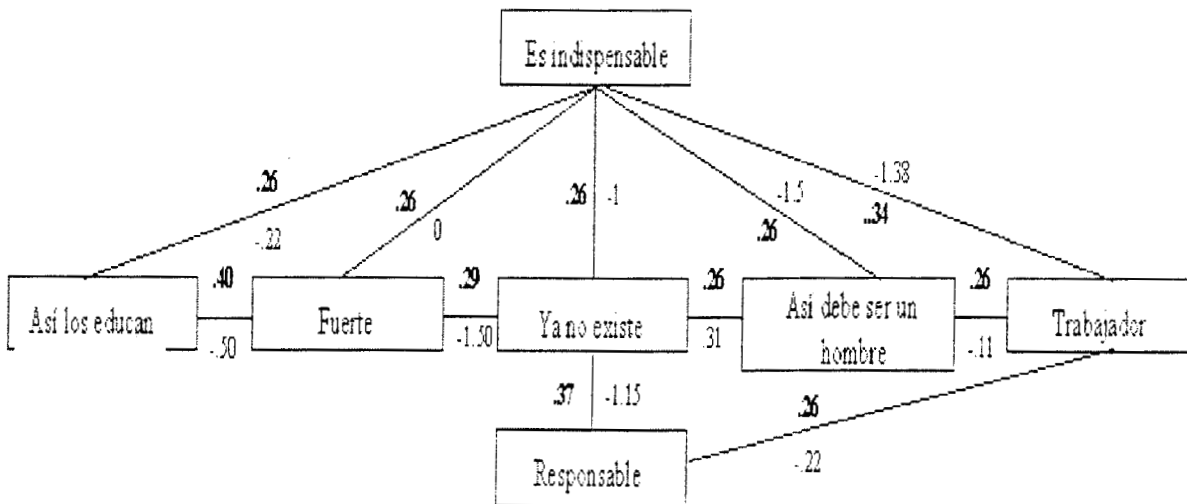 Es indispensable
.26
-.22
.26
0
.26
-1
-1.5
.26
-1.38
..34
Así los educan
.40
-.50
Fuerte
.29
-1.50
Ya no existe
.26
.31
Así debe ser un
hombre
.26
-.11
Trabajador
.37
-1.15
.26
-.22
Responsable